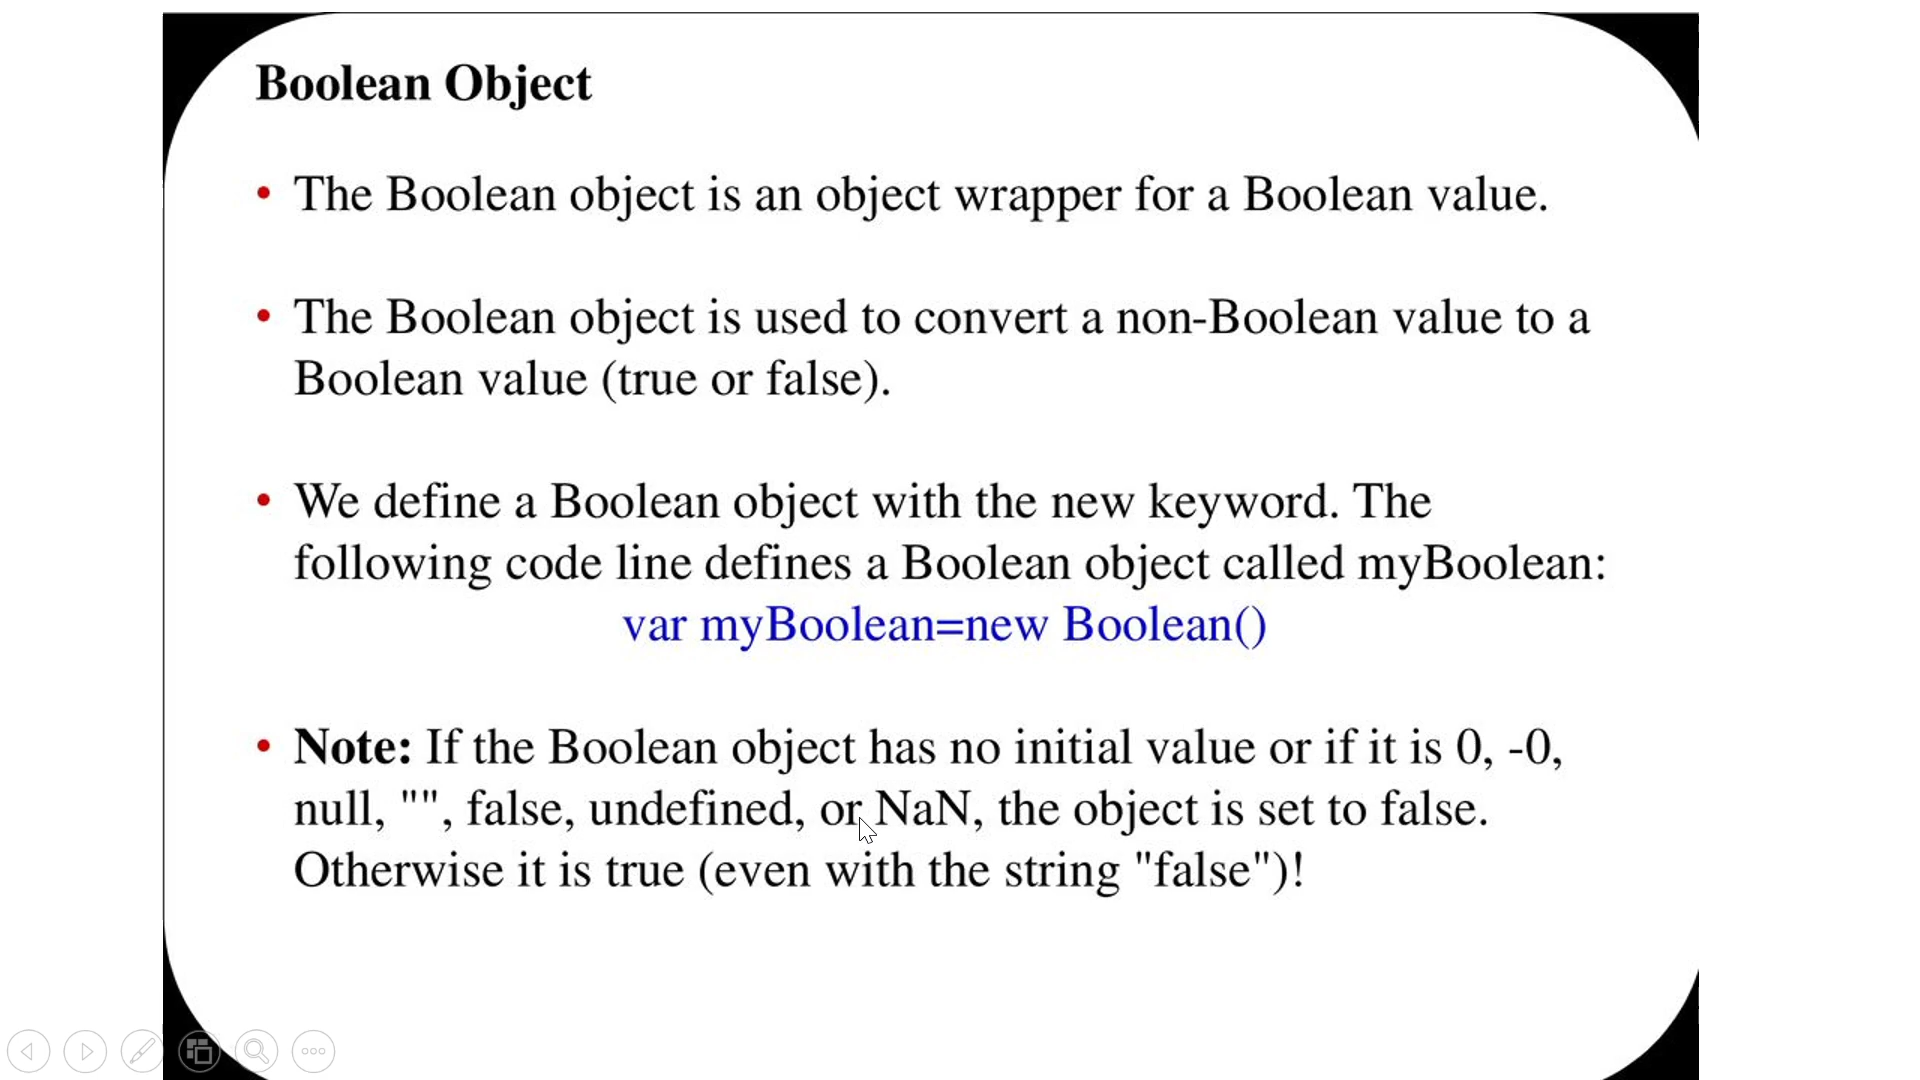 Boolean Object
• The Boolean object is an object wrapper for a Boolean value.
• The Boolean object is used to convert a non-Boolean value to a
Boolean value (true or false).
• We define a Boolean object with the new keyword. The
following code line defines a Boolean object called myBoolean:
var myBoolean=new Boolean()
• Note: If the Boolean object has no initial value or if it is 0, -0,
null, "", false, undefined, or NaN, the object is set to false.
Otherwise it is true (even with the string "false")!